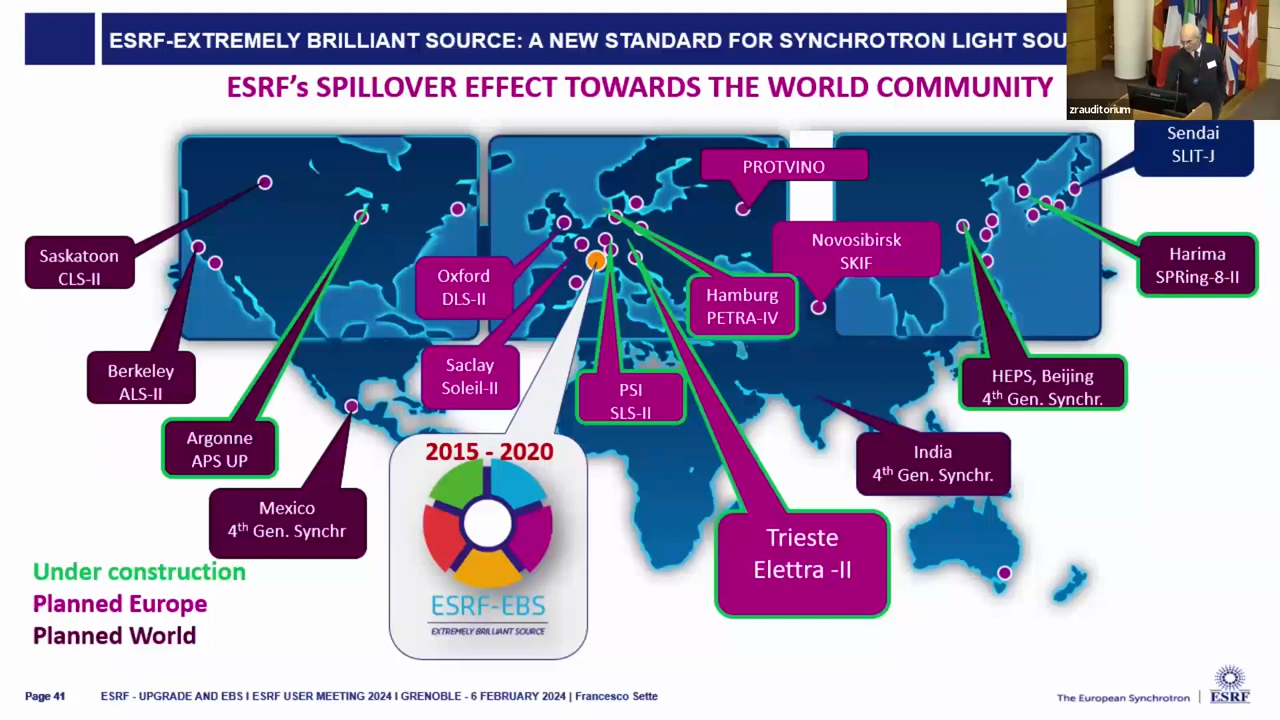 ESRF-EXTREMELY BRILLIANT SOURCE: A NEW STANDARD FOR SYNCHROTRON LIGHT SOU
ESRF's SPILLOVER EFFECT TOWARDS THE WORLD COMMUNITY
zrauditorium
Sendai
SLIT-J
PROTVINO
Saskatoon
CLS-II
Oxford
DLS-II
Novosibirsk
SKIF
Harima
SPRing-8-II
Hamburg
PETRA-IV
Berkeley
ALS-II
Saclay
Soleil-II
PSI
SLS-II
HEPS, Beijing
4th Gen. Synchr.
Argonne
APS UP
2015 - 2020
India
4th Gen. Synchr.
Mexico
4th Gen. Synchr
Trieste
Elettra -II
Under construction
Planned Europe
Planned World
ESRF-EBS
EXTREMELY BRILLIANT SOURCE
Page 41
ESRF - UPGRADE AND EBS I ESRF USER MEETING 2024 I GRENOBLE - 6 FEBRUARY 2024 | Francesco Sette
The European Synchrotron
ESRF